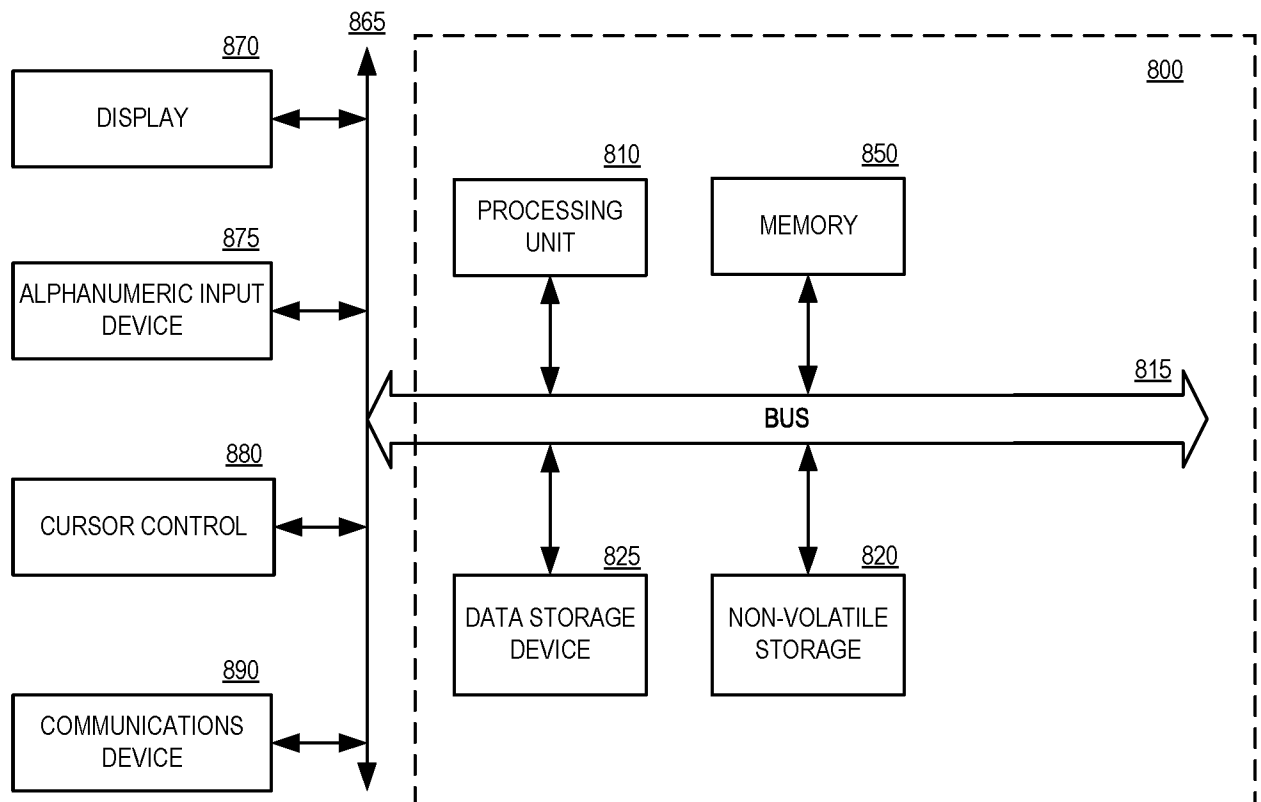 865
870
DISPLAY
800
810
PROCESSING
UNIT
850
MEMORY
875
ALPHANUMERIC INPUT
DEVICE
815
BUS
880
CURSOR CONTROL
825
DATA STORAGE
DEVICE
820
NON-VOLATILE
STORAGE
890
COMMUNICATIONS
DEVICE